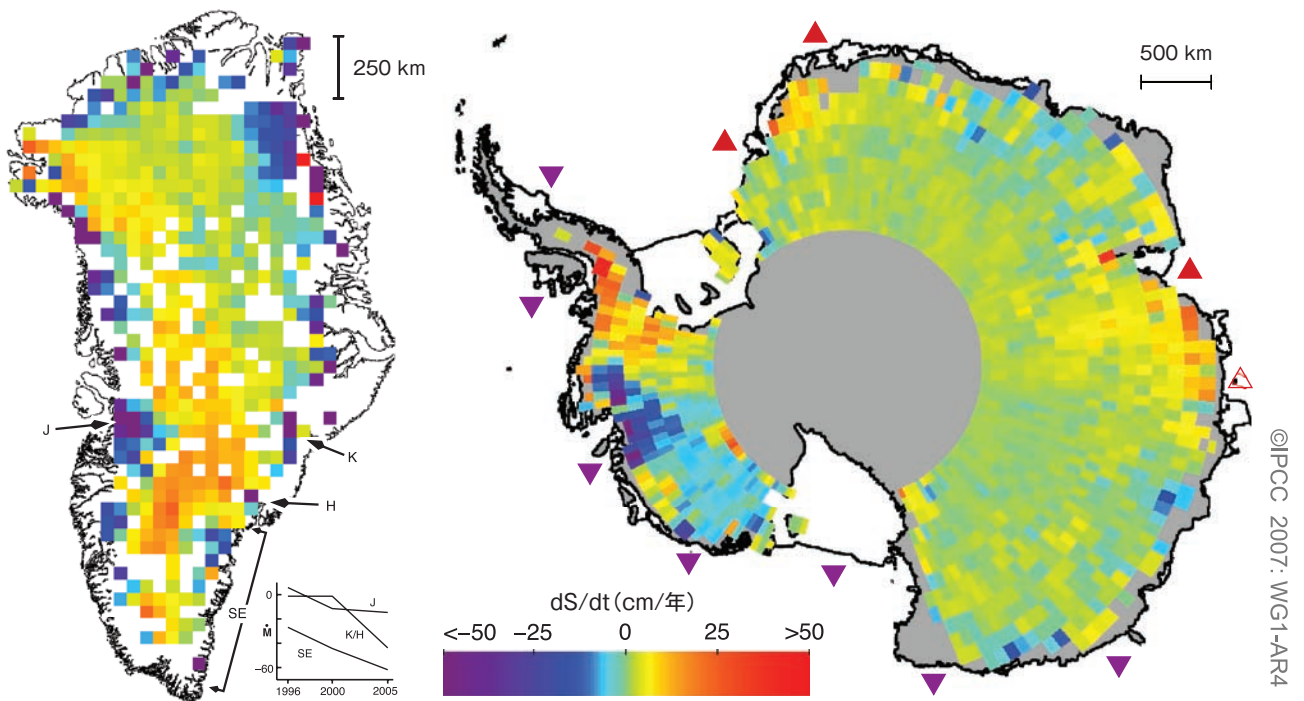 250 km
500 km
J
K
H
SE
0
Ṁ
−60
J
K/H
SE
1996 2000 2005
dS/dt（cm/年）
<−50 −25 0 25 >50
©IPCC 2007: WG1-AR4